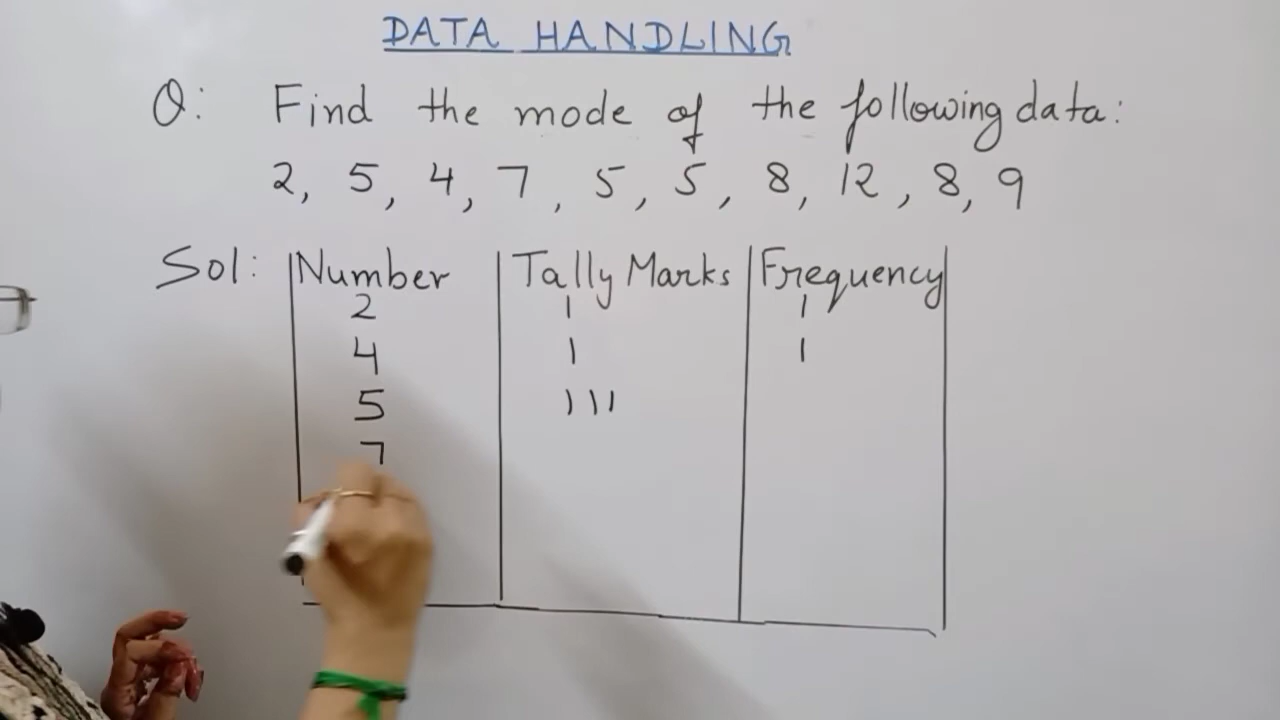 DATA HANDLING
Q: Find the mode of the following data:
2, 5, 4, 7, 5, 5, 8, 12, 8, 9
Sol: Number Tally Marks Frequency
2 | 1
4 | 1
5 |||
7